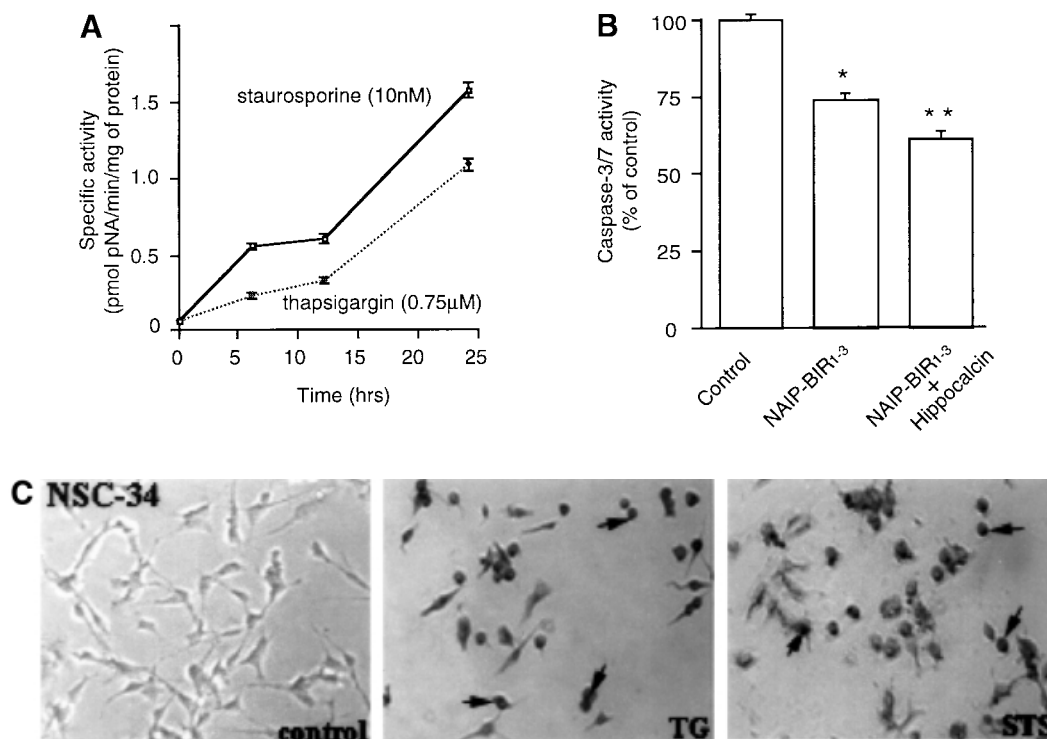 A
Specific activity
(pmol pNA/min/mg of protein)
1.5
1.0
0.5
0
staurosporine (10nM)
thapsigargin (0.75µM)
0 5 10 15 20 25
Time (hrs)
B
Caspase-3/7 activity
(% of control)
100
75
50
25
0
*
* *
Control
NAIP-BIR1-3
NAIP-BIR1-3
+
Hippocalcin
C
NSC-34
control
TG
STS